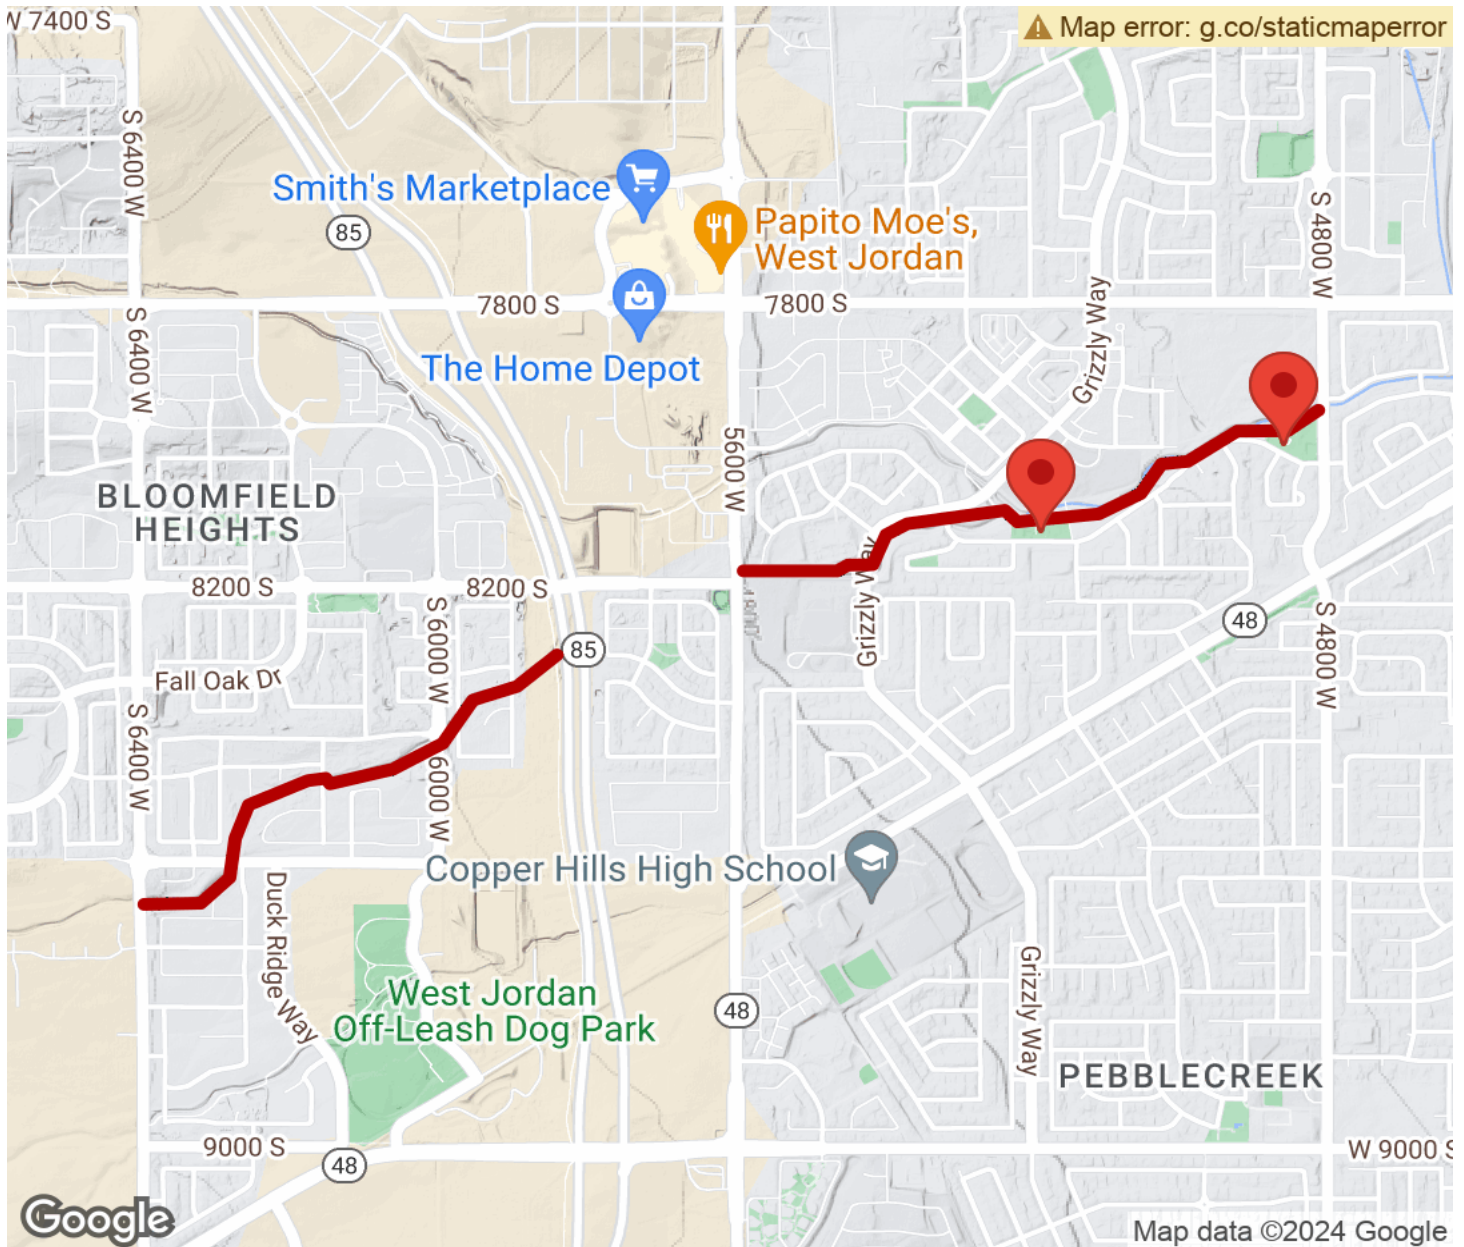 W 7400 S
Map error: g.co/staticmaperror
S 6400 W
Smith's Marketplace
85
Papito Moe's,
West Jordan
S 4800 W
7800 S
7800 S
Grizzly Way
S 6400 W
The Home Depot
5600 W
BLOOMFIELD
HEIGHTS
8200 S
8200 S
Grizzly Way
S 6000 W
48
S 4800 W
85
Fall Oak Dr
S 6400 W
6000 W
Copper Hills High School
Duck Ridge Way
West Jordan
Off-Leash Dog Park
48
Grizzly Way
PEBBLECREEK
9000 S
48
W 9000 S
Google
Map data ©2024 Google